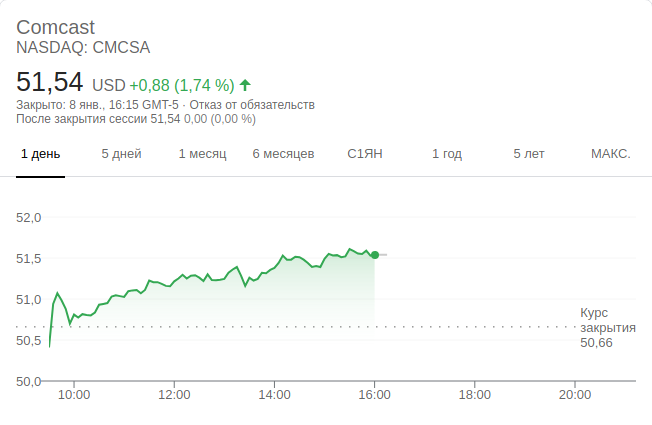 Comcast
NASDAQ: CMCSA
51,54 USD +0,88 (1,74 %)
Закрыто: 8 янв., 16:15 GMT-5 · Отказ от обязательств
После закрытия сессии 51,54 0,00 (0,00 %)
1 день 5 дней 1 месяц 6 месяцев С1ЯН 1 год 5 лет МАКС.
52,0
51,5
51,0
Курс
закрытия
50,5
50,66
50,0
10:00 12:00 14:00 16:00 18:00 20:00